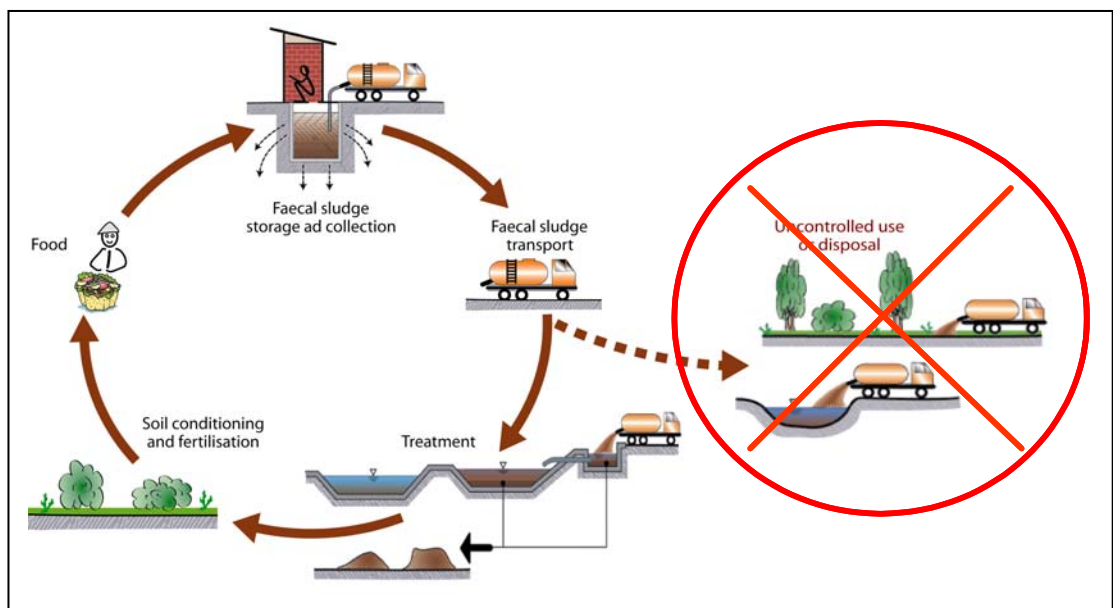 Faecal sludge
storage ad collection
Faecal sludge
transport
Uncontrolled use
or disposal
Food
Soil conditioning
and fertilisation
Treatment